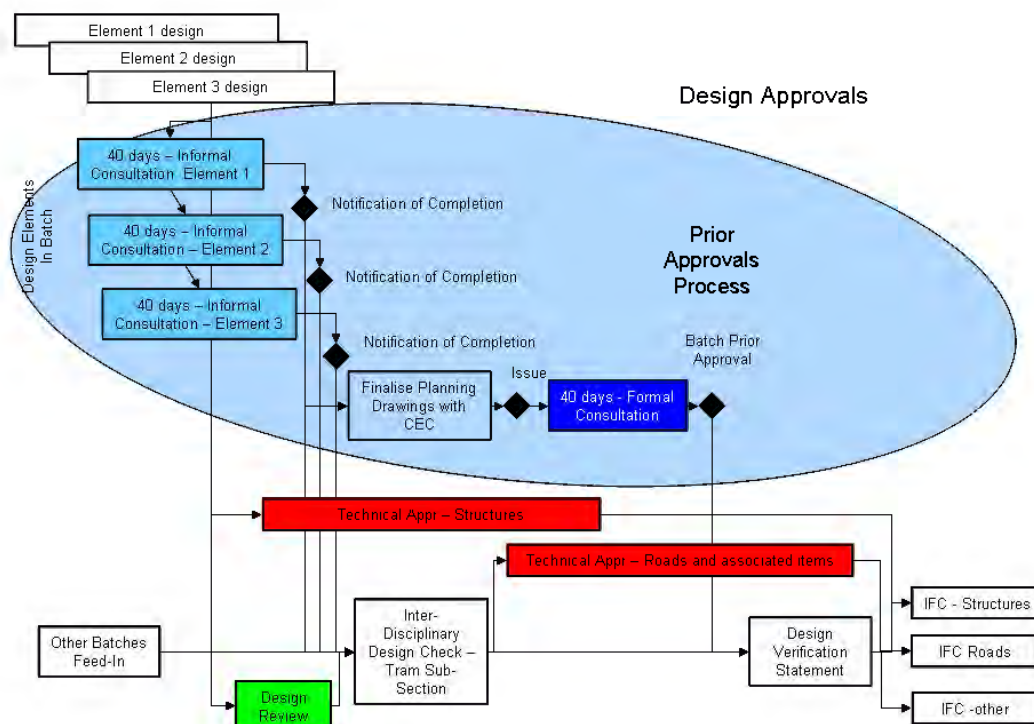 Element 1 design
Element 2 design
Element 3 design
Design Approvals
40 days – Informal
Consultation Element 1
Notification of Completion
Design Elements
In Batch
40 days – Informal
Consultation – Element 2
Notification of Completion
Prior
Approvals
Process
40 days – Informal
Consultation – Element 3
Notification of Completion
Batch Prior
Approval
Issue
Finalise Planning
Drawings with
CEC
40 days - Formal
Consultation
Technical Appr – Structures
Technical Appr – Roads and associated items
Other Batches
Feed-In
Inter-
Disciplinary
Design Check –
Tram Sub-
Section
Design
Verification
Statement
IFC - Structures
IFC Roads
IFC -other
Design
Review